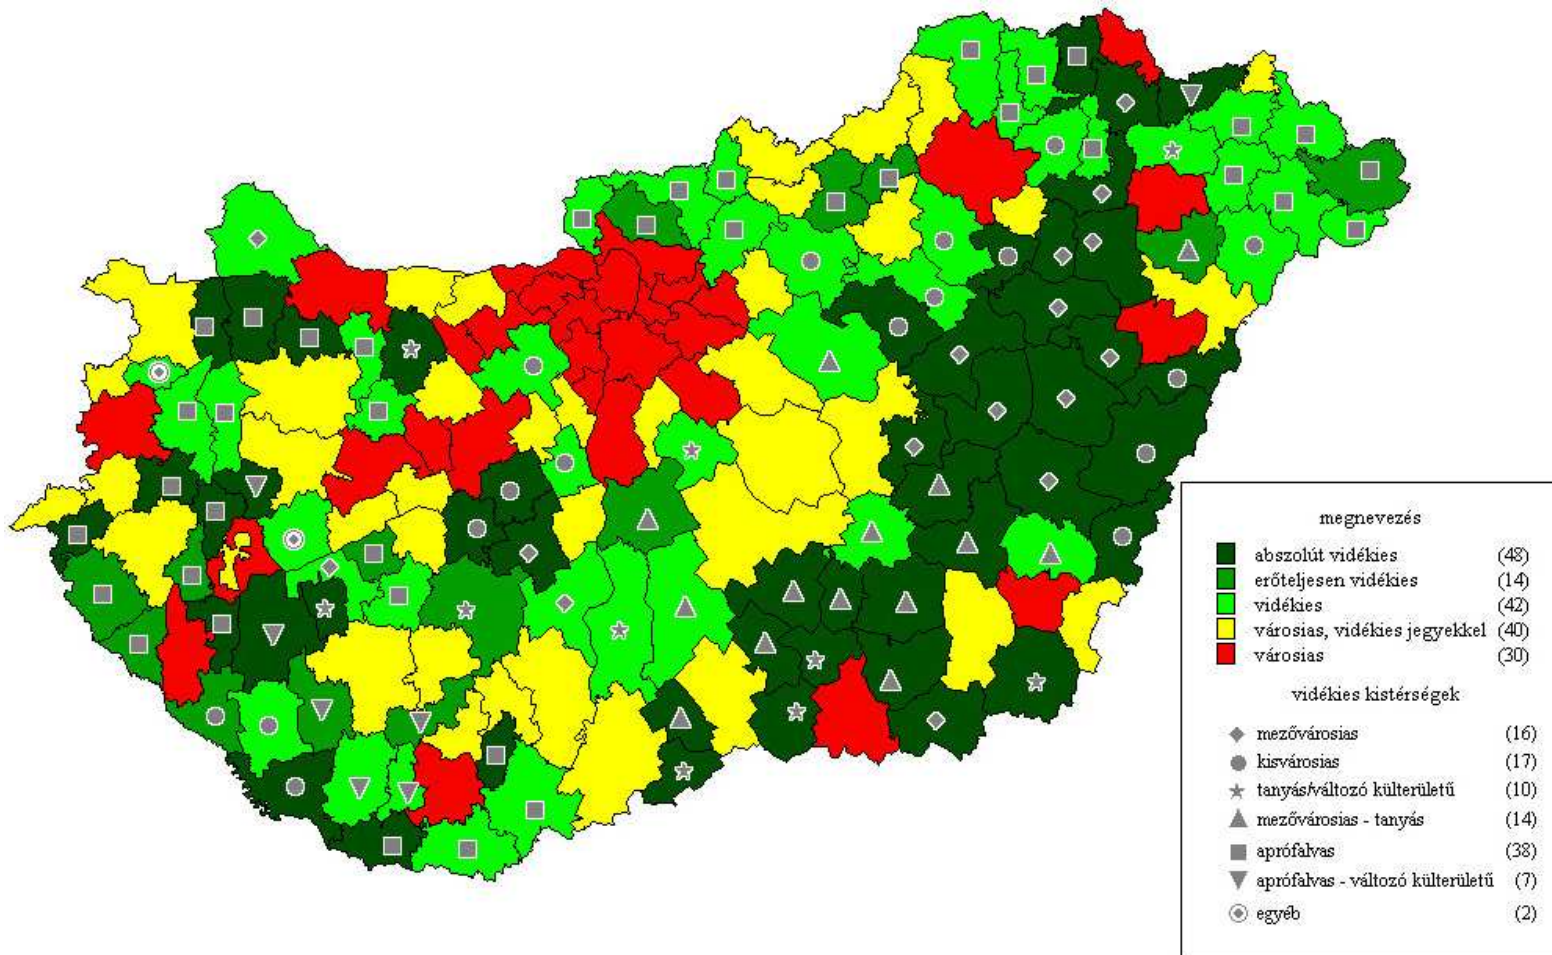 megnevezés
abszolút vidékies (48)
erőteljesen vidékies (14)
vidékies (42)
városias, vidékies jegyekkel (40)
városias (30)
vidékies kistérségek
mezővárosias (16)
kisvárosias (17)
tanyás/változó külterületű (10)
mezővárosias - tanyás (14)
aprófalvas (38)
aprófalvas - változó külterületű (7)
egyéb (2)